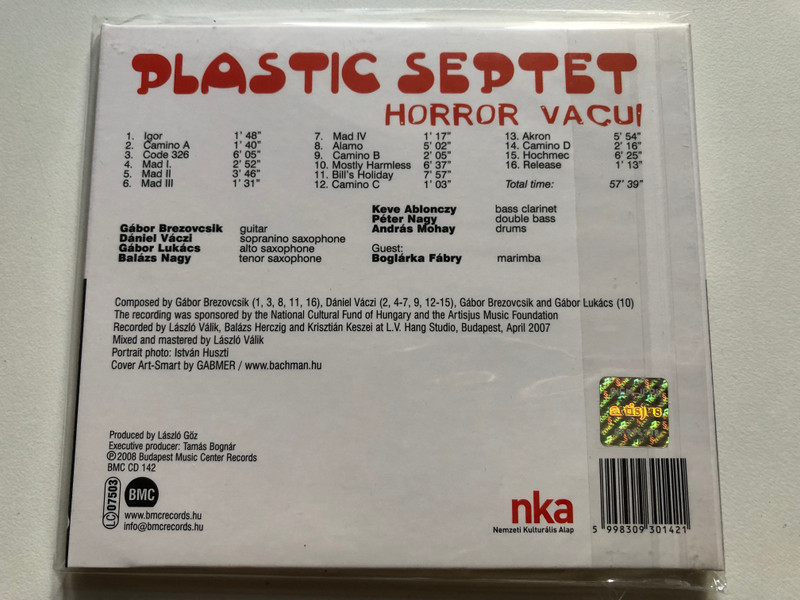 PLASTIC SEPTET
HORROR VACUI
1. Igor 1' 48"
2. Camino A 1' 40"
3. Code 326 6' 05"
4. Mad I. 2' 52"
5. Mad II 3' 46"
6. Mad III 1' 31"
7. Mad IV 1' 17"
8. Alamo 5' 02"
9. Camino B 2' 05"
10. Mostly Harmless 6' 37"
11. Bill's Holiday 7' 57"
12. Camino C 1' 03"
13. Akron 5' 54"
14. Camino D 2' 16"
15. Hochmec 6' 25"
16. Release 1' 13"
Total time: 57' 39"
Gábor Brezovcsik guitar
Dániel Váczi sopranino saxophone
Gábor Lukács alto saxophone
Balázs Nagy tenor saxophone
Keve Ablonczy bass clarinet
Péter Nagy double bass
András Mohay drums
Guest:
Boglárka Fábry marimba
Composed by Gábor Brezovcsik (1, 3, 8, 11, 16), Dániel Váczi (2, 4-7, 9, 12-15), Gábor Brezovcsik and Gábor Lukács (10)
The recording was sponsored by the National Cultural Fund of Hungary and the Artisjus Music Foundation
Recorded by László Válik, Balázs Herczig and Krisztián Keszei at L.V. Hang Studio, Budapest, April 2007
Mixed and mastered by László Válik
Portrait photo: István Huszti
Cover Art-Smart by GABMER / www.bachman.hu
Produced by László Gőz
Executive producer: Tamás Bognár
℗ 2008 Budapest Music Center Records
BMC CD 142
LC 07503
BMC
www.bmcrecords.hu
info@bmcrecords.hu
artisjus
nka
Nemzeti Kulturális Alap
5 998309 301421